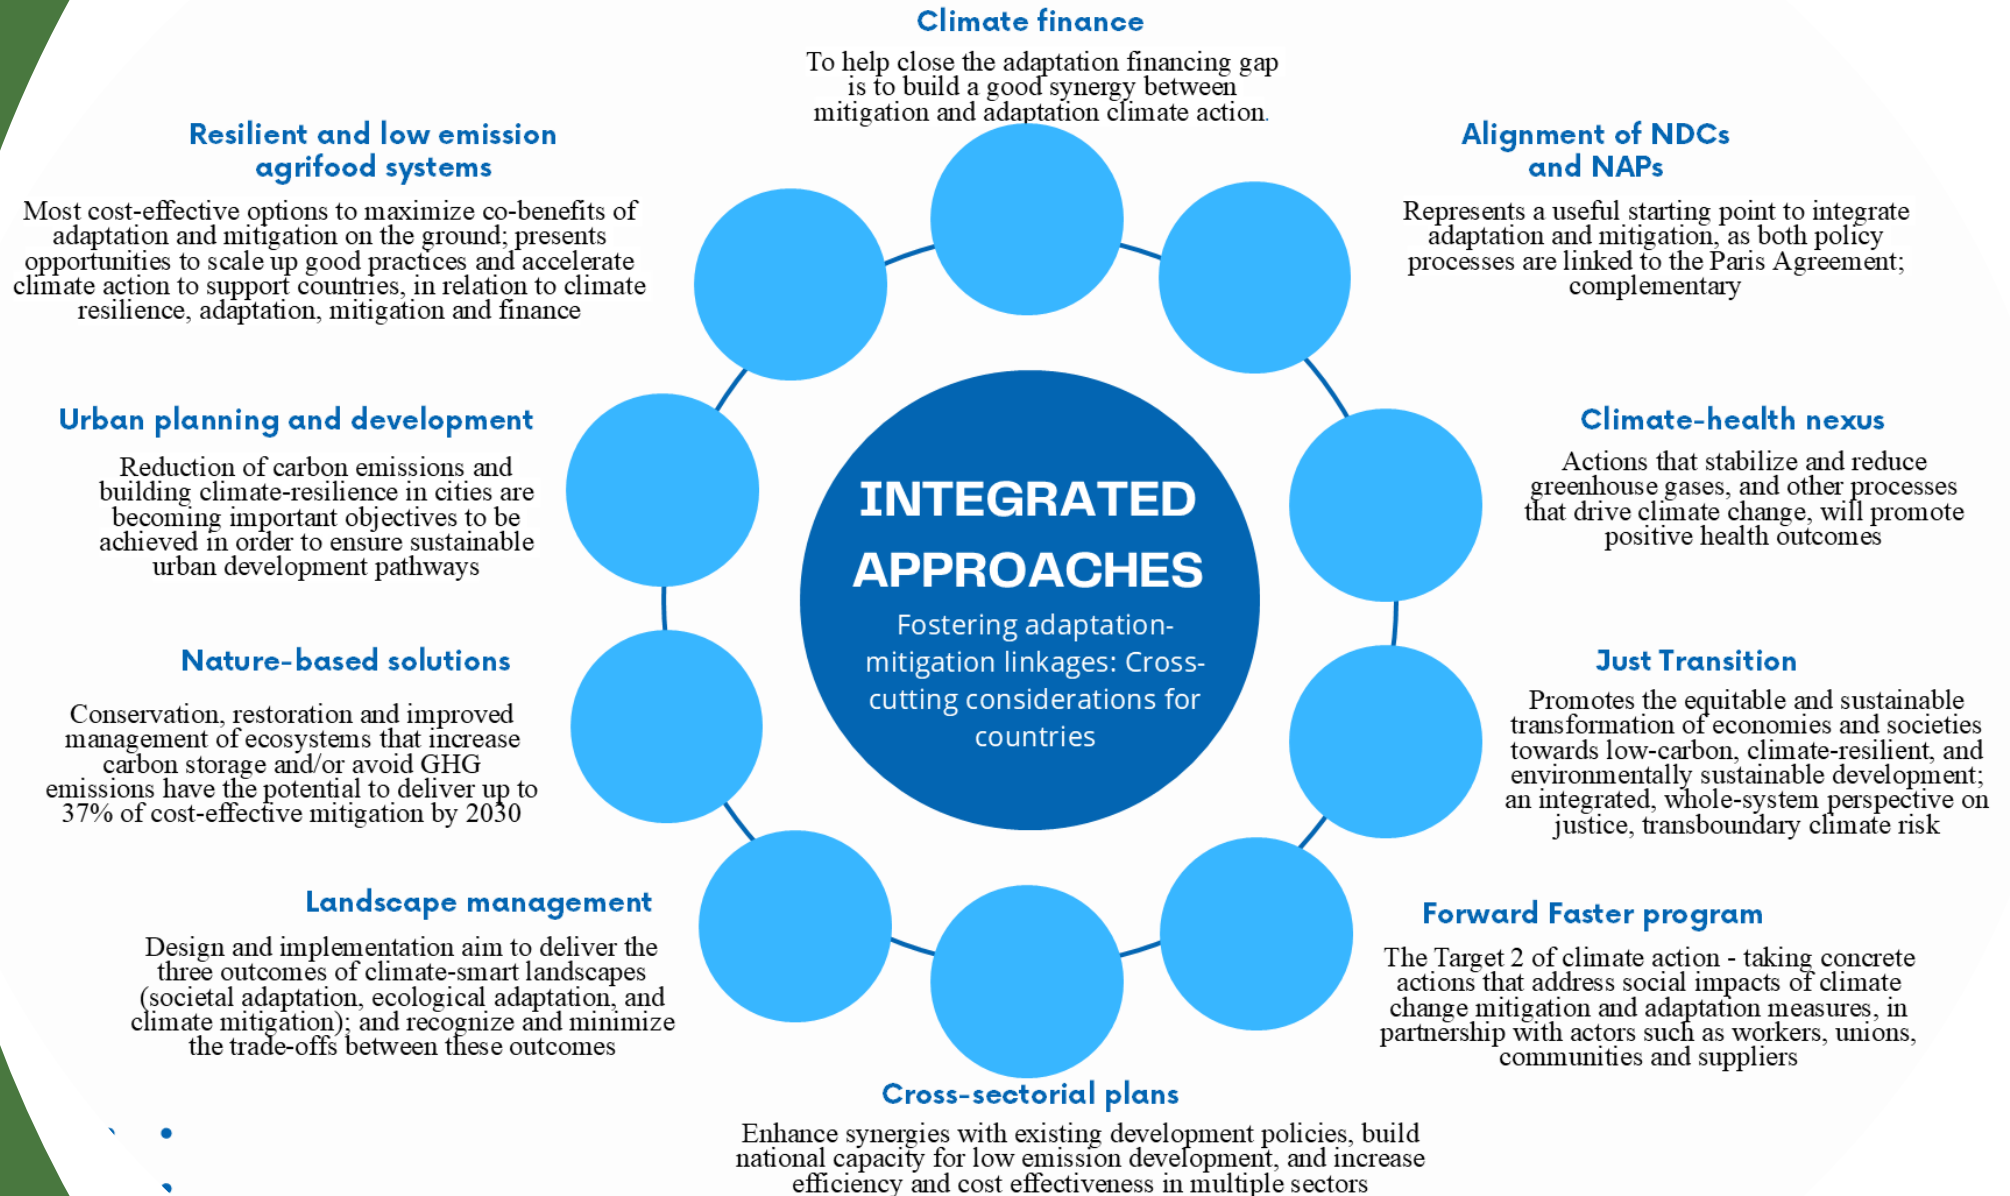 Climate finance
To help close the adaptation financing gap
is to build a good synergy between
mitigation and adaptation climate action.
Resilient and low emission
agrifood systems
Most cost-effective options to maximize co-benefits of
adaptation and mitigation on the ground; presents
opportunities to scale up good practices and accelerate
climate action to support countries, in relation to climate
resilience, adaptation, mitigation and finance
Alignment of NDCs
and NAPs
Represents a useful starting point to integrate
adaptation and mitigation, as both policy
processes are linked to the Paris Agreement;
complementary
Urban planning and development
Reduction of carbon emissions and
building climate-resilience in cities are
becoming important objectives to be
achieved in order to ensure sustainable
urban development pathways
Climate-health nexus
Actions that stabilize and reduce
greenhouse gases, and other processes
that drive climate change, will promote
positive health outcomes
INTEGRATED
APPROACHES
Fostering adaptation-
mitigation linkages: Cross-
cutting considerations for
countries
Nature-based solutions
Conservation, restoration and improved
management of ecosystems that increase
carbon storage and/or avoid GHG
emissions have the potential to deliver up to
37% of cost-effective mitigation by 2030
Just Transition
Promotes the equitable and sustainable
transformation of economies and societies
towards low-carbon, climate-resilient, and
environmentally sustainable development;
an integrated, whole-system perspective on
justice, transboundary climate risk
Landscape management
Design and implementation aim to deliver the
three outcomes of climate-smart landscapes
(societal adaptation, ecological adaptation, and
climate mitigation); and recognize and minimize
the trade-offs between these outcomes
Forward Faster program
The Target 2 of climate action - taking concrete
actions that address social impacts of climate
change mitigation and adaptation measures, in
partnership with actors such as workers, unions,
communities and suppliers
Cross-sectorial plans
Enhance synergies with existing development policies, build
national capacity for low emission development, and increase
efficiency and cost effectiveness in multiple sectors